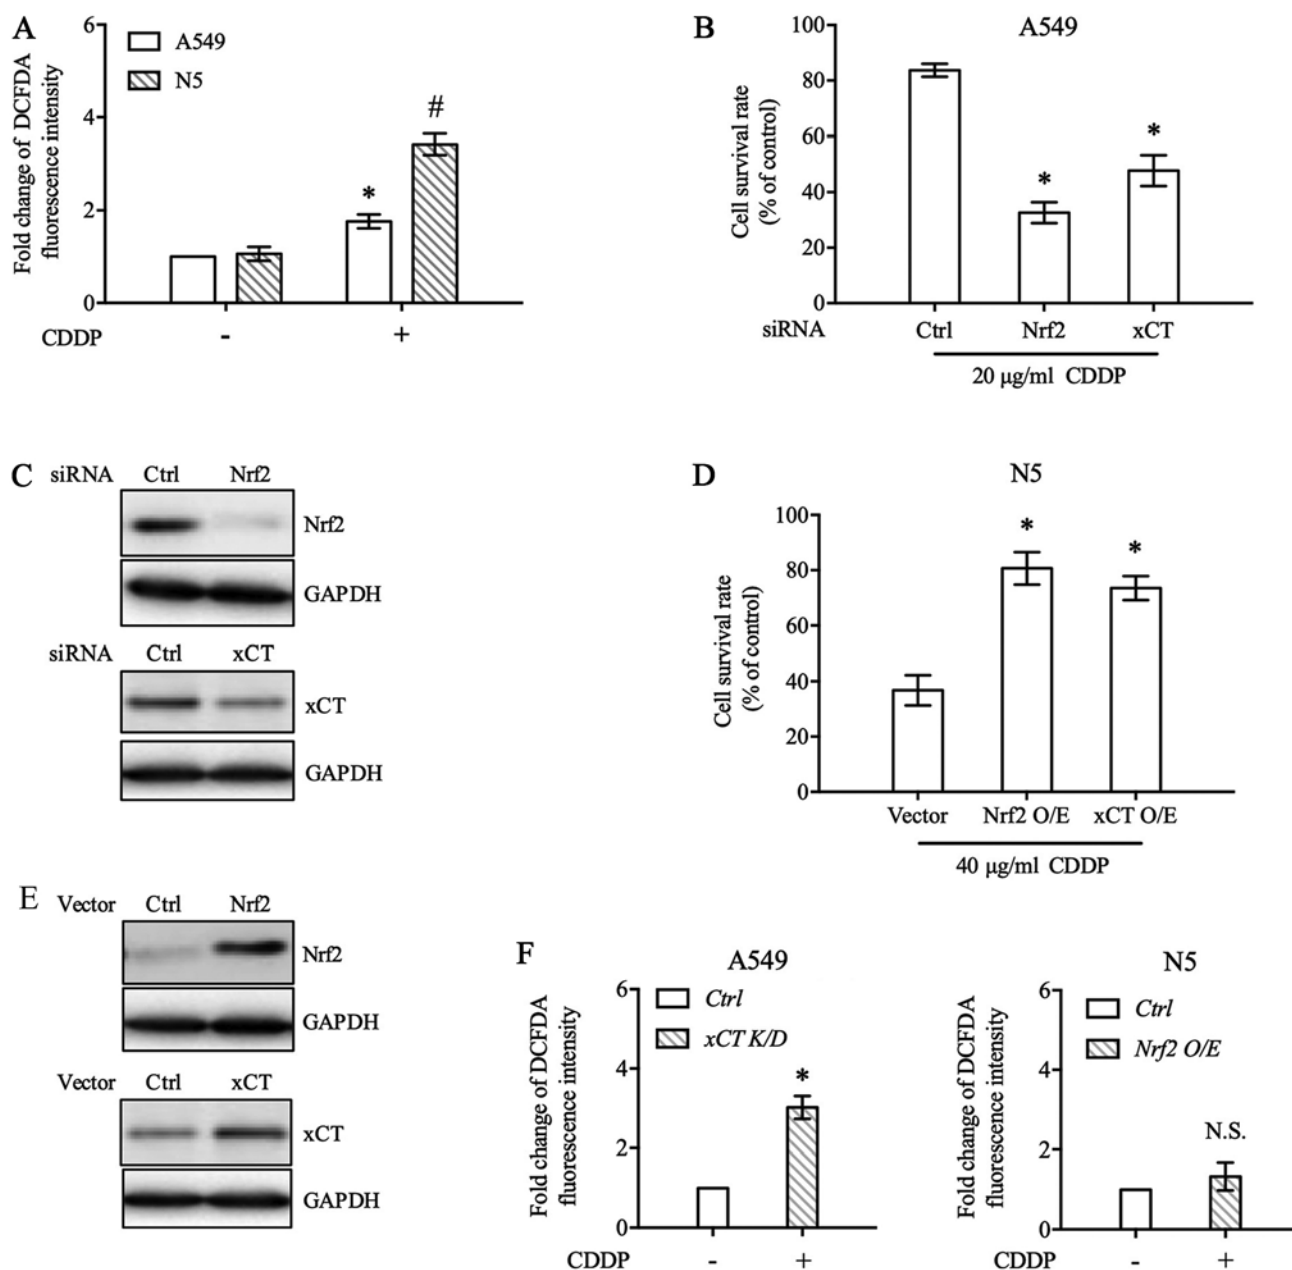 A
Fold change of DCFDA
fluorescence intensity
6
4
2
0
A549
N5
*
#
CDDP - +
B
A549
Cell survival rate
(% of control)
100
80
60
40
20
0
*
*
siRNA Ctrl Nrf2 xCT
20 μg/ml CDDP
C
siRNA Ctrl Nrf2
Nrf2
GAPDH
siRNA Ctrl xCT
xCT
GAPDH
D
N5
Cell survival rate
(% of control)
100
80
60
40
20
0
*
*
Vector Nrf2 O/E xCT O/E
40 μg/ml CDDP
E
Vector Ctrl Nrf2
Nrf2
GAPDH
Vector Ctrl xCT
xCT
GAPDH
F
A549
Fold change of DCFDA
fluorescence intensity
6
4
2
0
Ctrl
xCT K/D
*
CDDP - +
N5
Fold change of DCFDA
fluorescence intensity
6
4
2
0
Ctrl
Nrf2 O/E
N.S.
- +